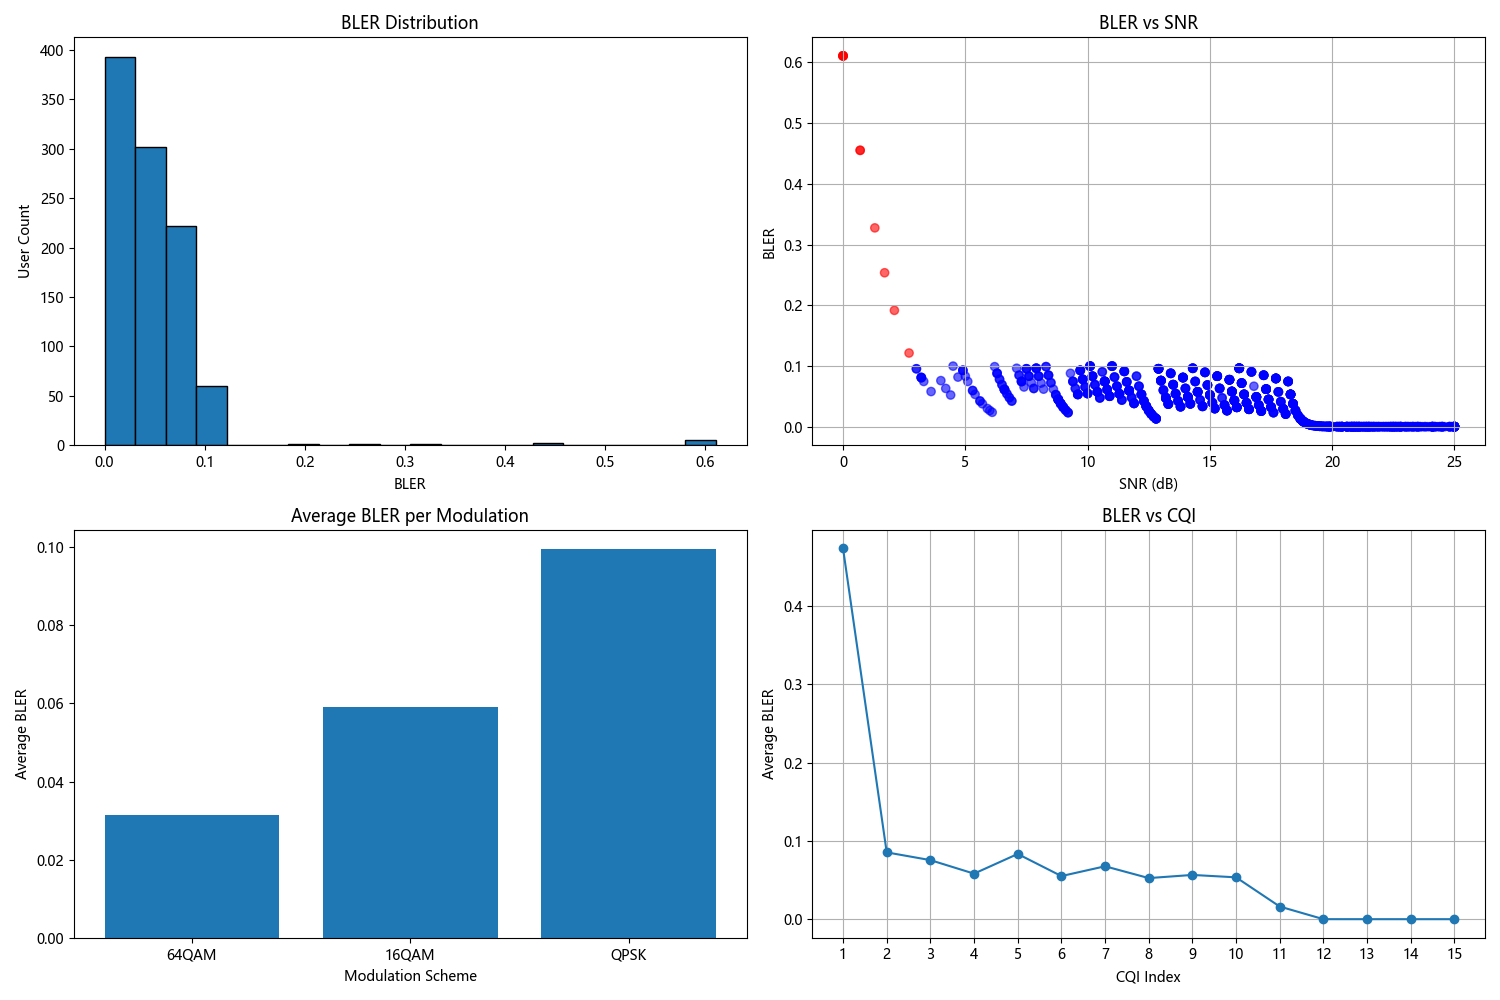 BLER Distribution
400
350
300
250
200
150
100
50
0
User Count
0.0 0.1 0.2 0.3 0.4 0.5 0.6
BLER
BLER vs SNR
0.6
0.5
0.4
0.3
0.2
0.1
0.0
BLER
0 5 10 15 20 25
SNR (dB)
Average BLER per Modulation
0.10
0.08
0.06
0.04
0.02
0.00
Average BLER
64QAM 16QAM QPSK
Modulation Scheme
BLER vs CQI
0.4
0.3
0.2
0.1
0.0
Average BLER
1 2 3 4 5 6 7 8 9 10 11 12 13 14 15
CQI Index